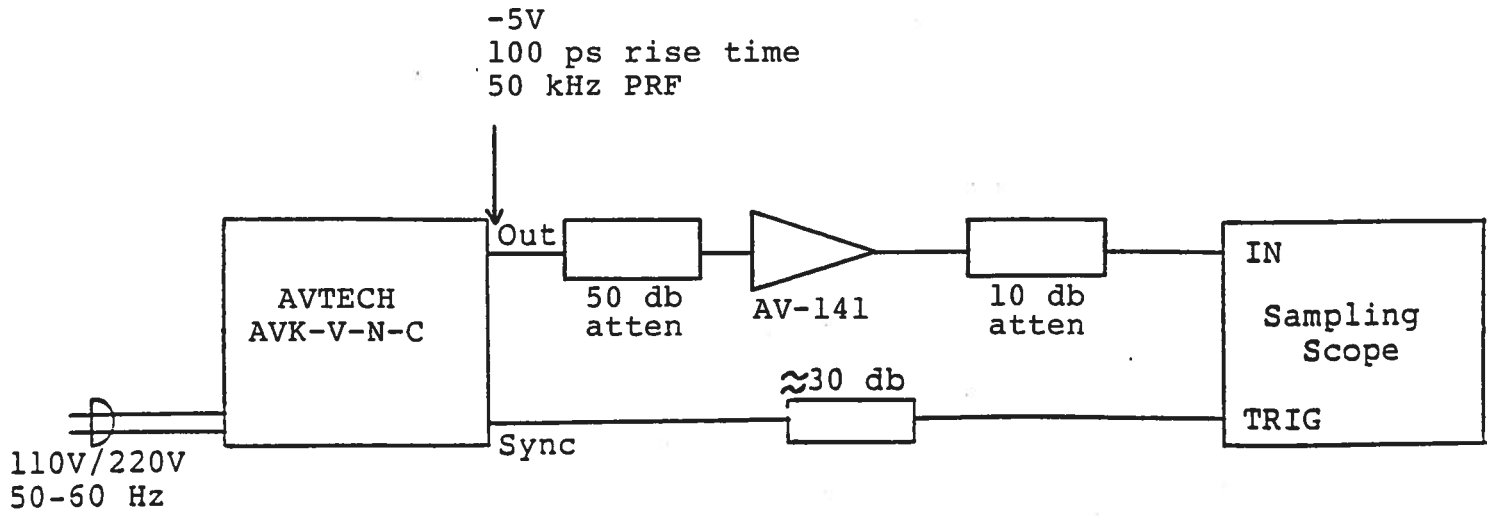 -5V
100 ps rise time
50 kHz PRF
Out
AVTECH
AVK-V-N-C
50 db
atten
AV-141
10 db
atten
IN
Sampling
Scope
≈30 db
TRIG
Sync
110V/220V
50-60 Hz